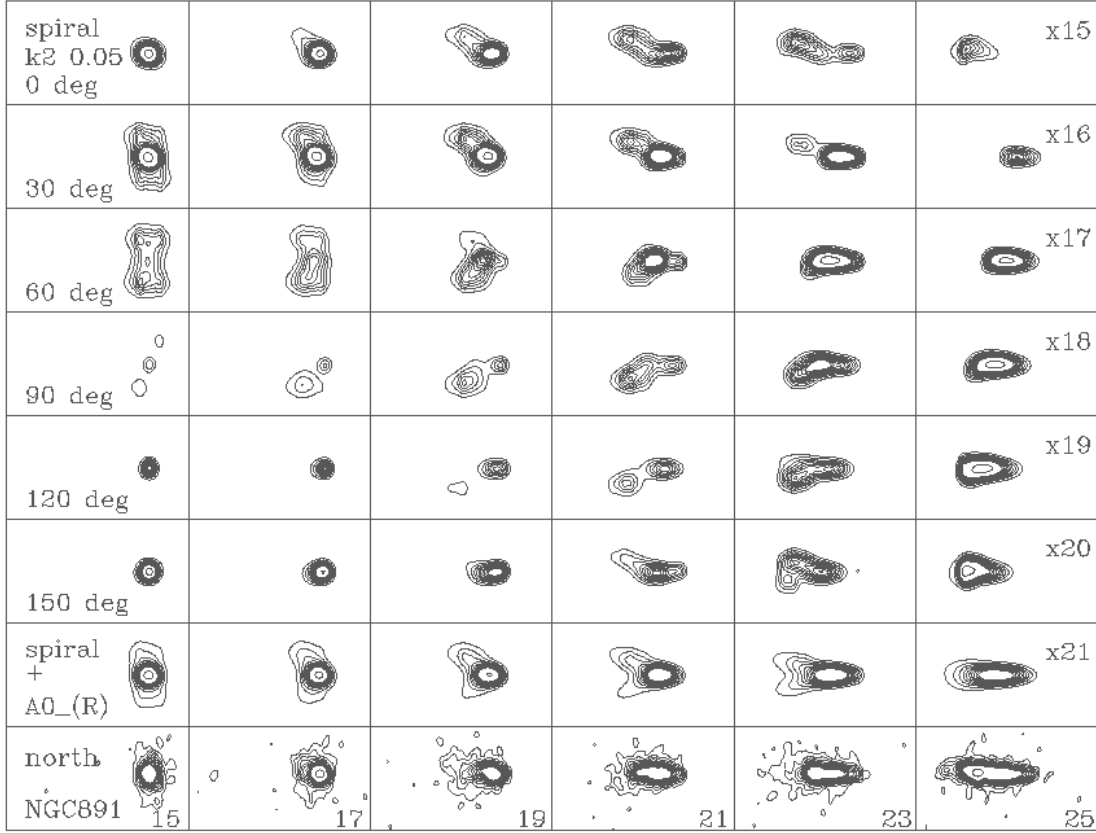 spiral
k2 0.05
0 deg
x15
30 deg
x16
60 deg
x17
90 deg
x18
120 deg
x19
150 deg
x20
spiral
+
A0_(R)
x21
north
NGC891
15
17
19
21
23
25